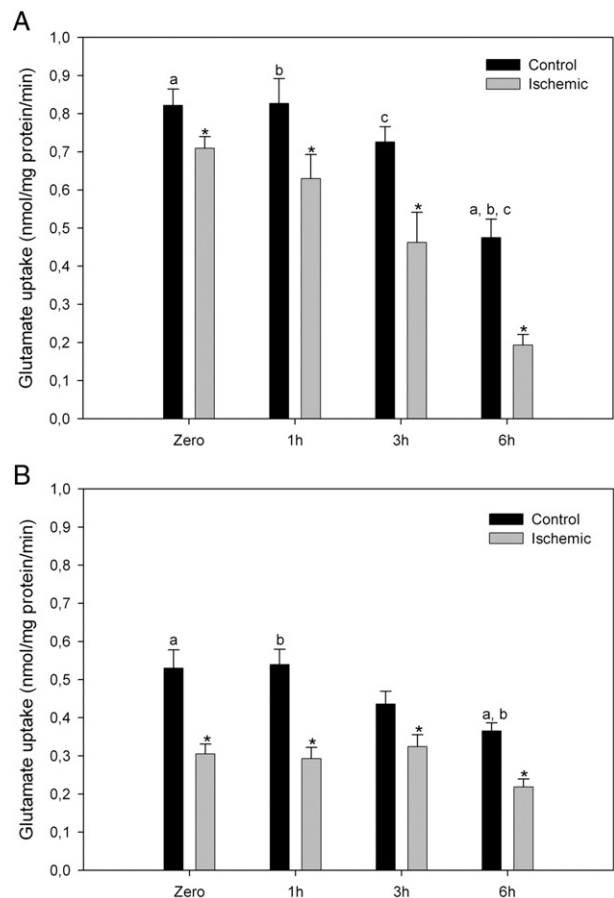 A
Glutamate uptake (nmol/mg protein/min)
1,0
0,9
0,8
0,7
0,6
0,5
0,4
0,3
0,2
0,1
0,0
Control
Ischemic
a
*
b
*
c
*
a, b, c
*
Zero 1h 3h 6h
B
Glutamate uptake (nmol/mg protein/min)
1,0
0,9
0,8
0,7
0,6
0,5
0,4
0,3
0,2
0,1
0,0
Control
Ischemic
a
*
b
*
*
a, b
*
Zero 1h 3h 6h